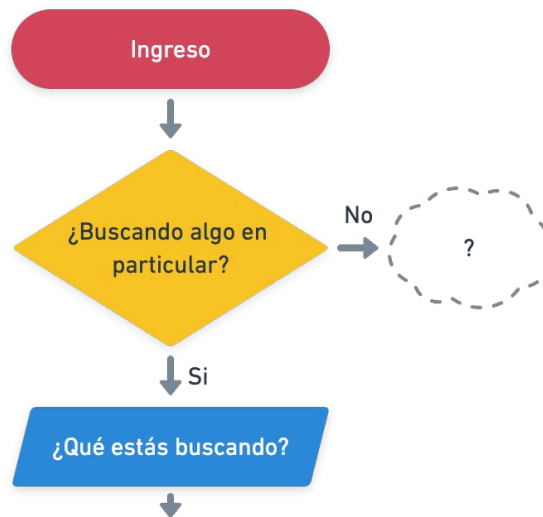 Ingreso
¿Buscando algo en
particular?
No
?
Si
¿Qué estás buscando?